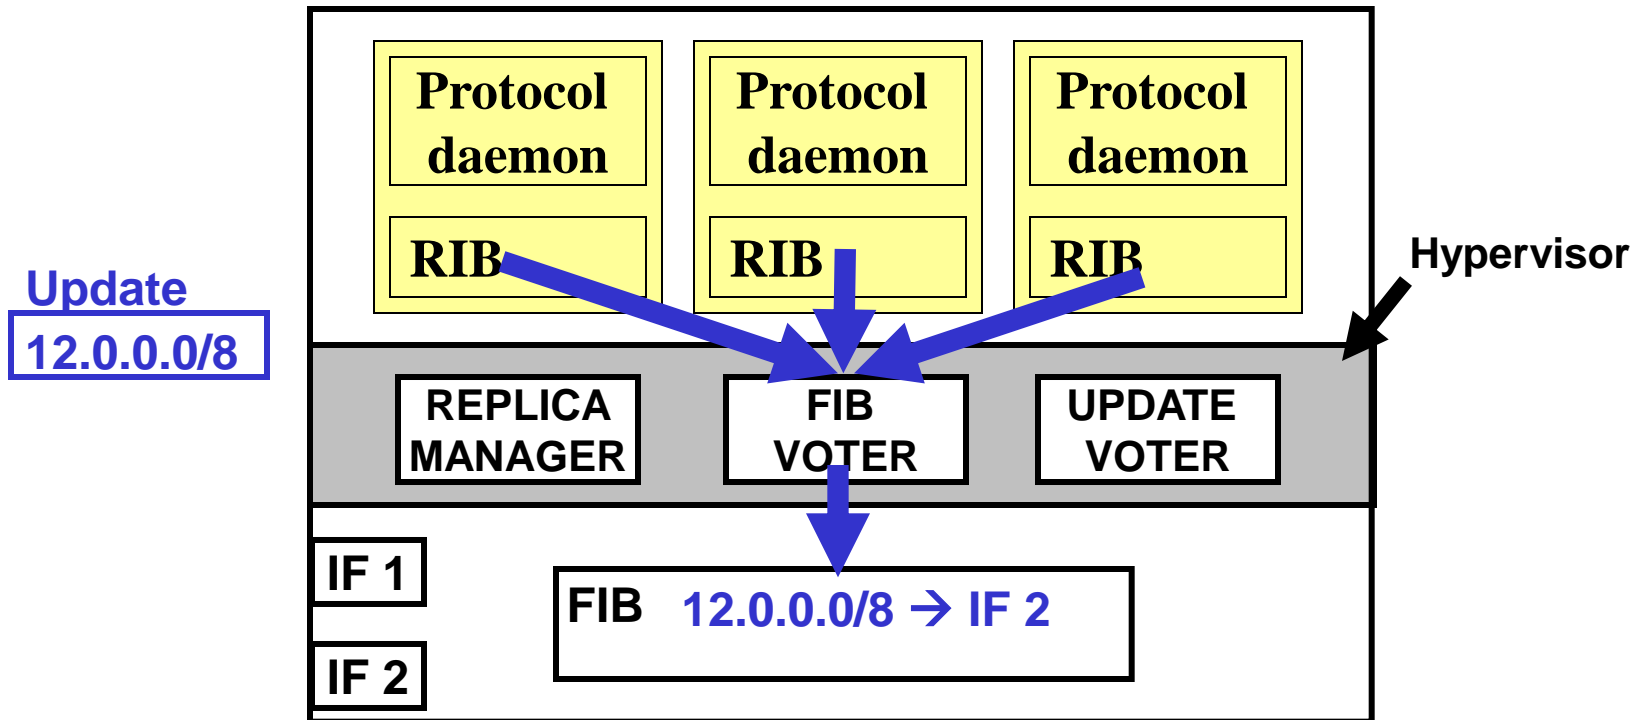 Protocol
daemon
RIB
Protocol
daemon
RIB
Protocol
daemon
RIB
Hypervisor
Update
12.0.0.0/8
REPLICA
MANAGER
FIB
VOTER
UPDATE
VOTER
IF 1
IF 2
FIB 12.0.0.0/8 → IF 2